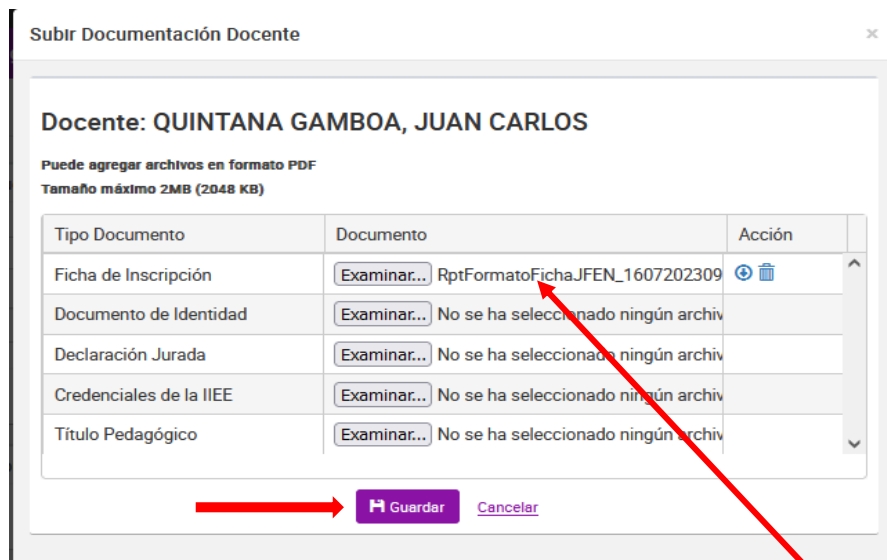 Subir Documentación Docente ×
Docente: QUINTANA GAMBOA, JUAN CARLOS
Puede agregar archivos en formato PDF
Tamaño máximo 2MB (2048 KB)
Tipo Documento Documento Acción
Ficha de Inscripción Examinar... RptFormatoFichaJFEN_1607202309
Documento de Identidad Examinar... No se ha seleccionado ningún archiv
Declaración Jurada Examinar... No se ha seleccionado ningún archiv
Credenciales de la IIEE Examinar... No se ha seleccionado ningún archiv
Título Pedagógico Examinar... No se ha seleccionado ningún archiv
Guardar Cancelar